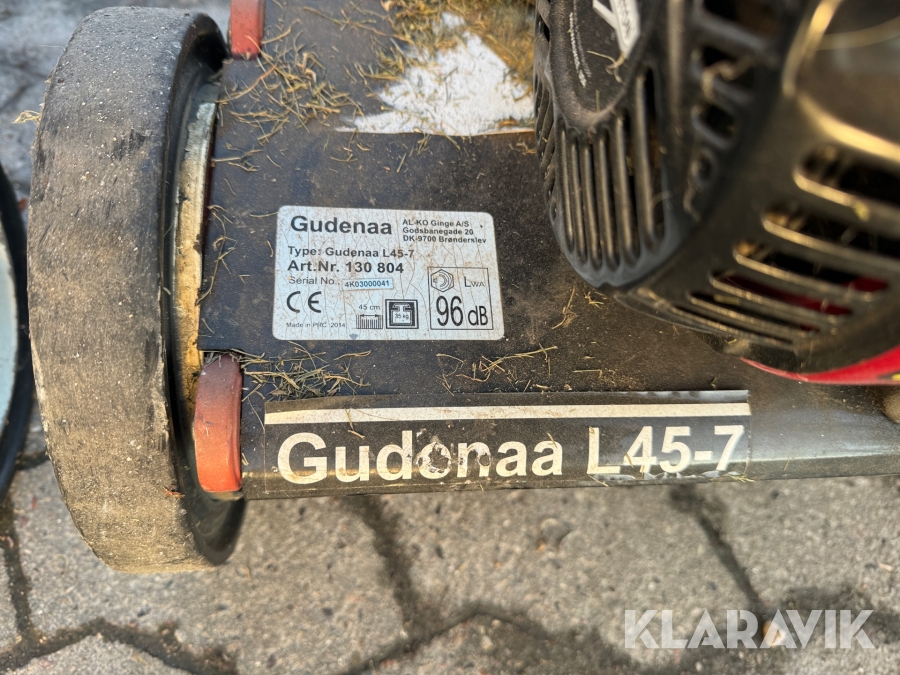 Gudenaa
AL-KO Ginge A/S
Godsbanegade 20
DK-9700 Brønderslev
Type: Gudenaa L45-7
Art.Nr. 130 804
Serial No.: 4K03000041
CE
45 cm
35 kg
LWA
96 dB
Made in PRC 2014
Gudenaa L45-7
KLARAVIK